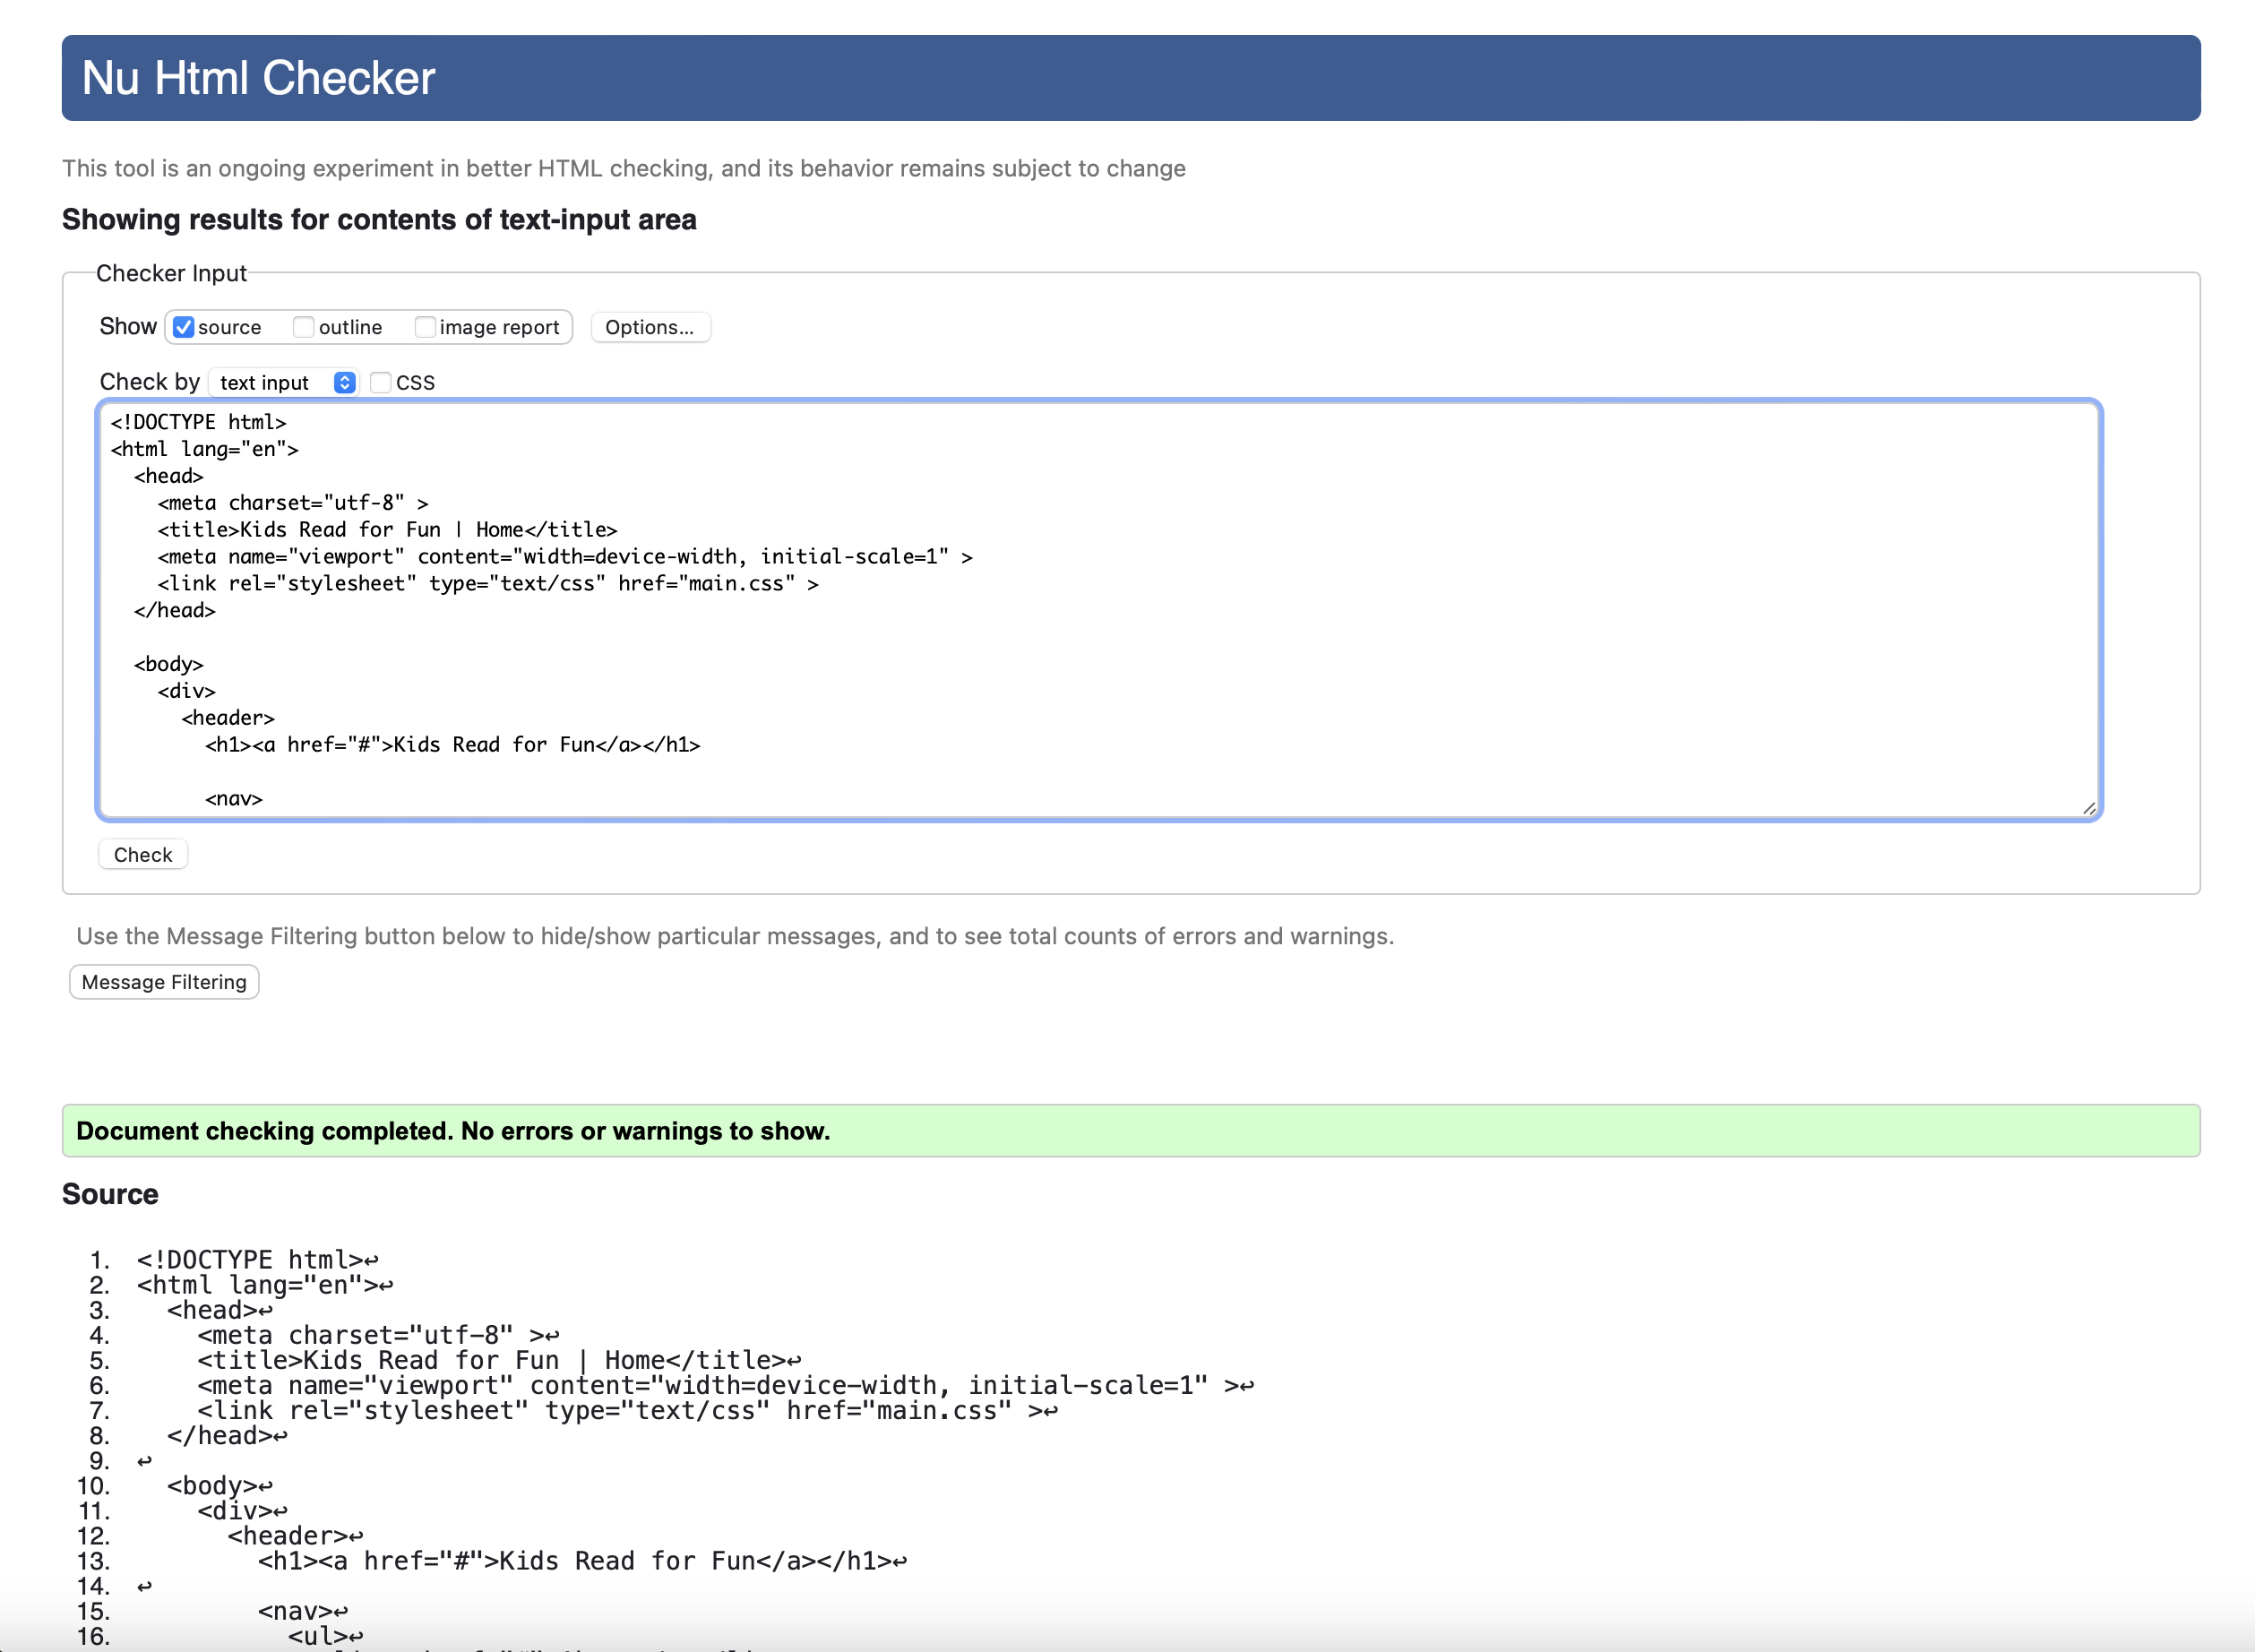 Nu Html Checker
This tool is an ongoing experiment in better HTML checking, and its behavior remains subject to change
Showing results for contents of text-input area
Checker Input
Show source outline image report Options...
Check by text input CSS
<!DOCTYPE html>
<html lang="en">
  <head>
    <meta charset="utf-8" >
    <title>Kids Read for Fun | Home</title>
    <meta name="viewport" content="width=device-width, initial-scale=1" >
    <link rel="stylesheet" type="text/css" href="main.css" >
  </head>
  <body>
    <div>
      <header>
        <h1><a href="#">Kids Read for Fun</a></h1>
        <nav>
Check
Use the Message Filtering button below to hide/show particular messages, and to see total counts of errors and warnings.
Message Filtering
Document checking completed. No errors or warnings to show.
Source
1. <!DOCTYPE html>↩
2. <html lang="en">↩
3.   <head>↩
4.     <meta charset="utf-8" >↩
5.     <title>Kids Read for Fun | Home</title>↩
6.     <meta name="viewport" content="width=device-width, initial-scale=1" >↩
7.     <link rel="stylesheet" type="text/css" href="main.css" >↩
8.   </head>↩
9. ↩
10.   <body>↩
11.     <div>↩
12.       <header>↩
13.         <h1><a href="#">Kids Read for Fun</a></h1>↩
14. ↩
15.         <nav>↩
16.           <ul>↩